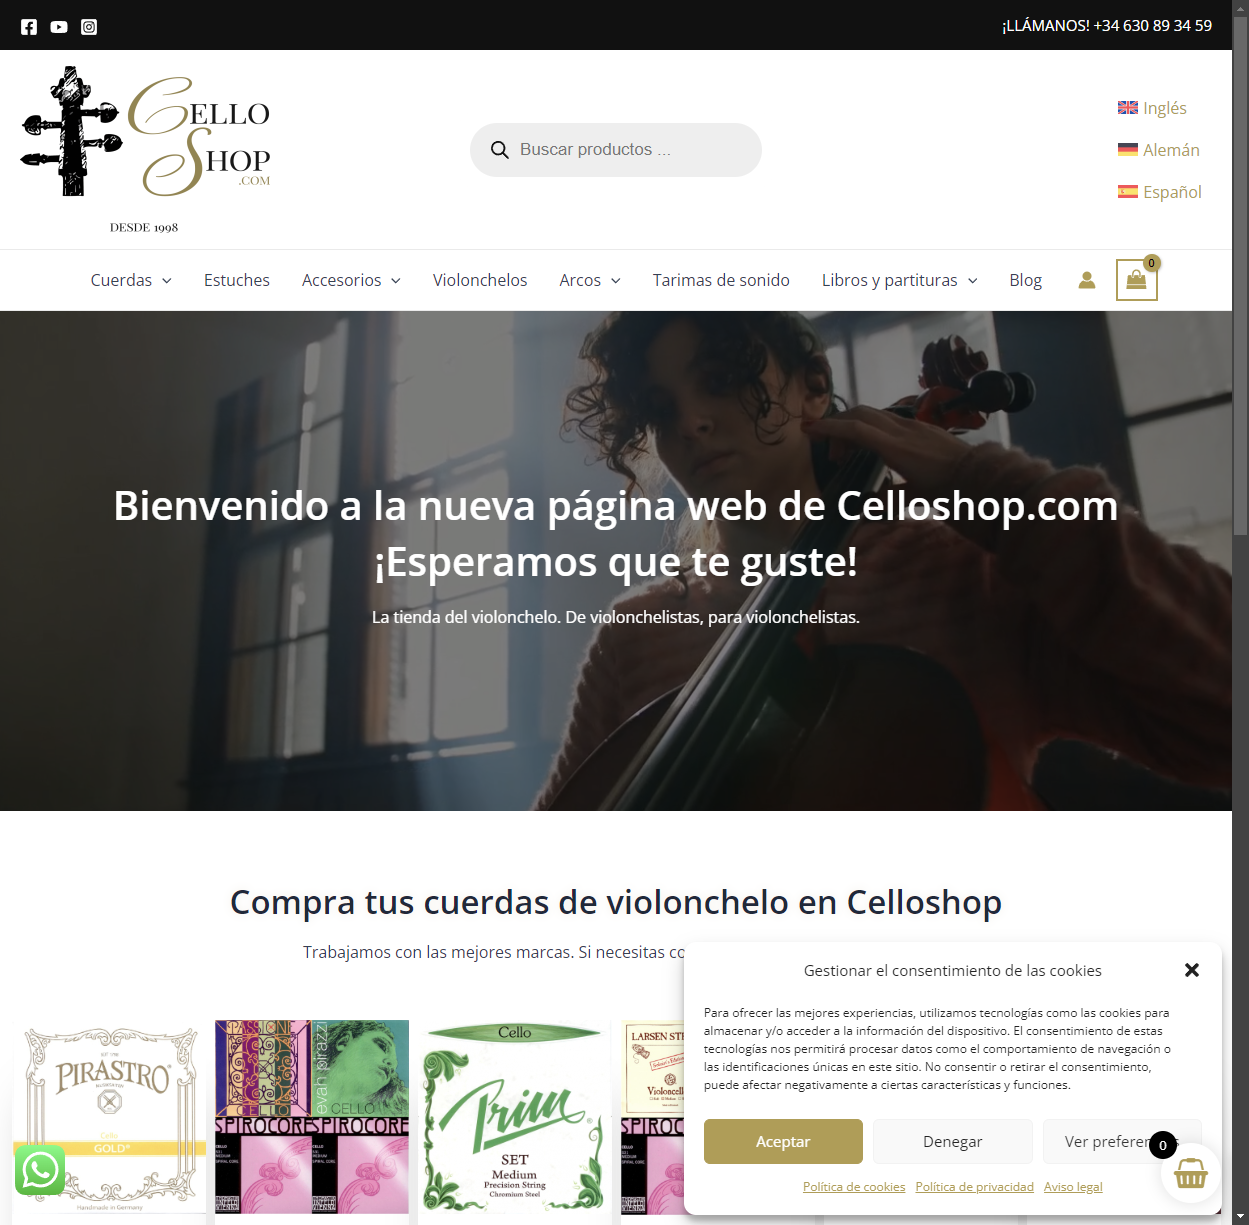 ¡LLÁMANOS! +34 630 89 34 59
CELLO
SHOP
.COM
DESDE 1998
Buscar productos ...
Inglés
Alemán
Español
Cuerdas
Estuches
Accesorios
Violonchelos
Arcos
Tarimas de sonido
Libros y partituras
Blog
0
Bienvenido a la nueva página web de Celloshop.com
¡Esperamos que te guste!
La tienda del violonchelo. De violonchelistas, para violonchelistas.
Compra tus cuerdas de violonchelo en Celloshop
Trabajamos con las mejores marcas. Si necesitas co
Gestionar el consentimiento de las cookies
Para ofrecer las mejores experiencias, utilizamos tecnologías como las cookies para
almacenar y/o acceder a la información del dispositivo. El consentimiento de estas
tecnologías nos permitirá procesar datos como el comportamiento de navegación o
las identificaciones únicas en este sitio. No consentir o retirar el consentimiento,
puede afectar negativamente a ciertas características y funciones.
Aceptar
Denegar
Ver preferen
0
Política de cookies
Política de privacidad
Aviso legal
PIRASTRO
Cello
GOLD
Handmade in Germany
PASSIONE
CELLO
evah pirazzi
CELLO
SPIROCORE
SPIROCORE
Cello
Prim
SET
Medium
Precision String
Chromium Steel
LARSEN STR
Violoncell
SPIROCORE